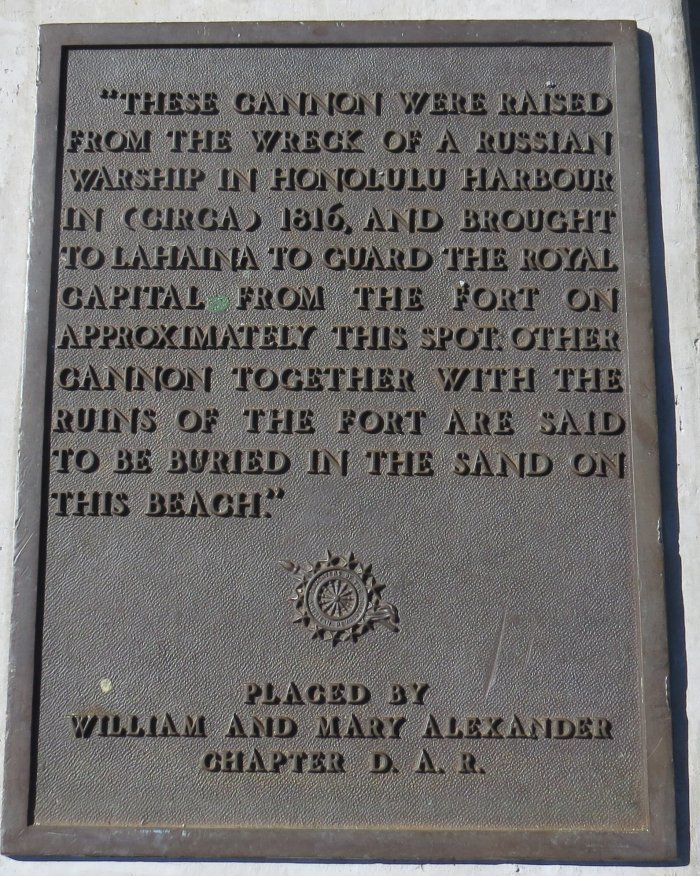 "THESE CANNON WERE RAISED
FROM THE WRECK OF A RUSSIAN
WARSHIP IN HONOLULU HARBOUR
IN (CIRCA) 1816, AND BROUGHT
TO LAHAINA TO GUARD THE ROYAL
CAPITAL FROM THE FORT ON
APPROXIMATELY THIS SPOT. OTHER
CANNON TOGETHER WITH THE
RUINS OF THE FORT ARE SAID
TO BE BURIED IN THE SAND ON
THIS BEACH."
PLACED BY
WILLIAM AND MARY ALEXANDER
CHAPTER D. A. R.